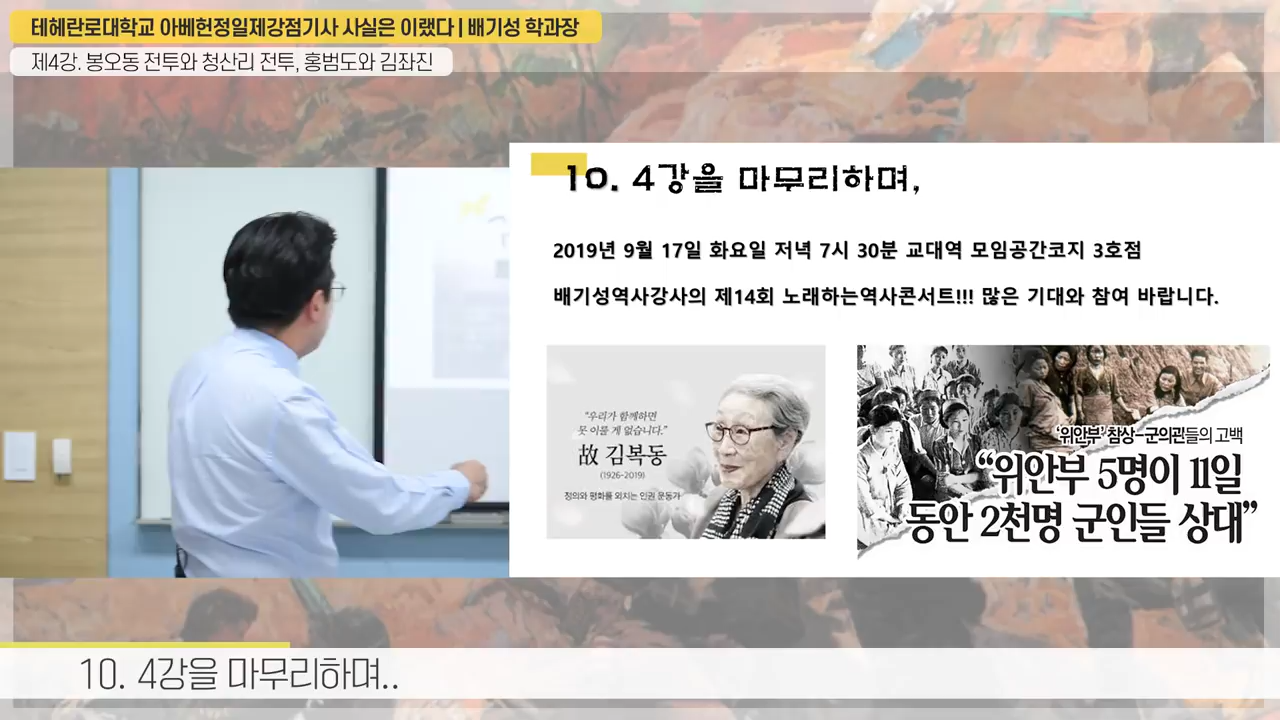 테헤란로대학교 아베헌정일제강점기사 사실은 이랬다 | 배기성 학과장
제4강. 봉오동 전투와 청산리 전투, 홍범도와 김좌진
10. 4강을 마무리하며,
2019년 9월 17일 화요일 저녁 7시 30분 교대역 모임공간코지 3호점
배기성역사강사의 제14회 노래하는역사콘서트!!! 많은 기대와 참여 바랍니다.
"우리가 함께하면
못 이룰 게 없습니다."
故 김복동
(1926-2019)
정의와 평화를 외치는 인권 운동가
'위안부' 참상-군의관들의 고백
"위안부 5명이 11일
동안 2천명 군인들 상대"
10. 4강을 마무리하며..